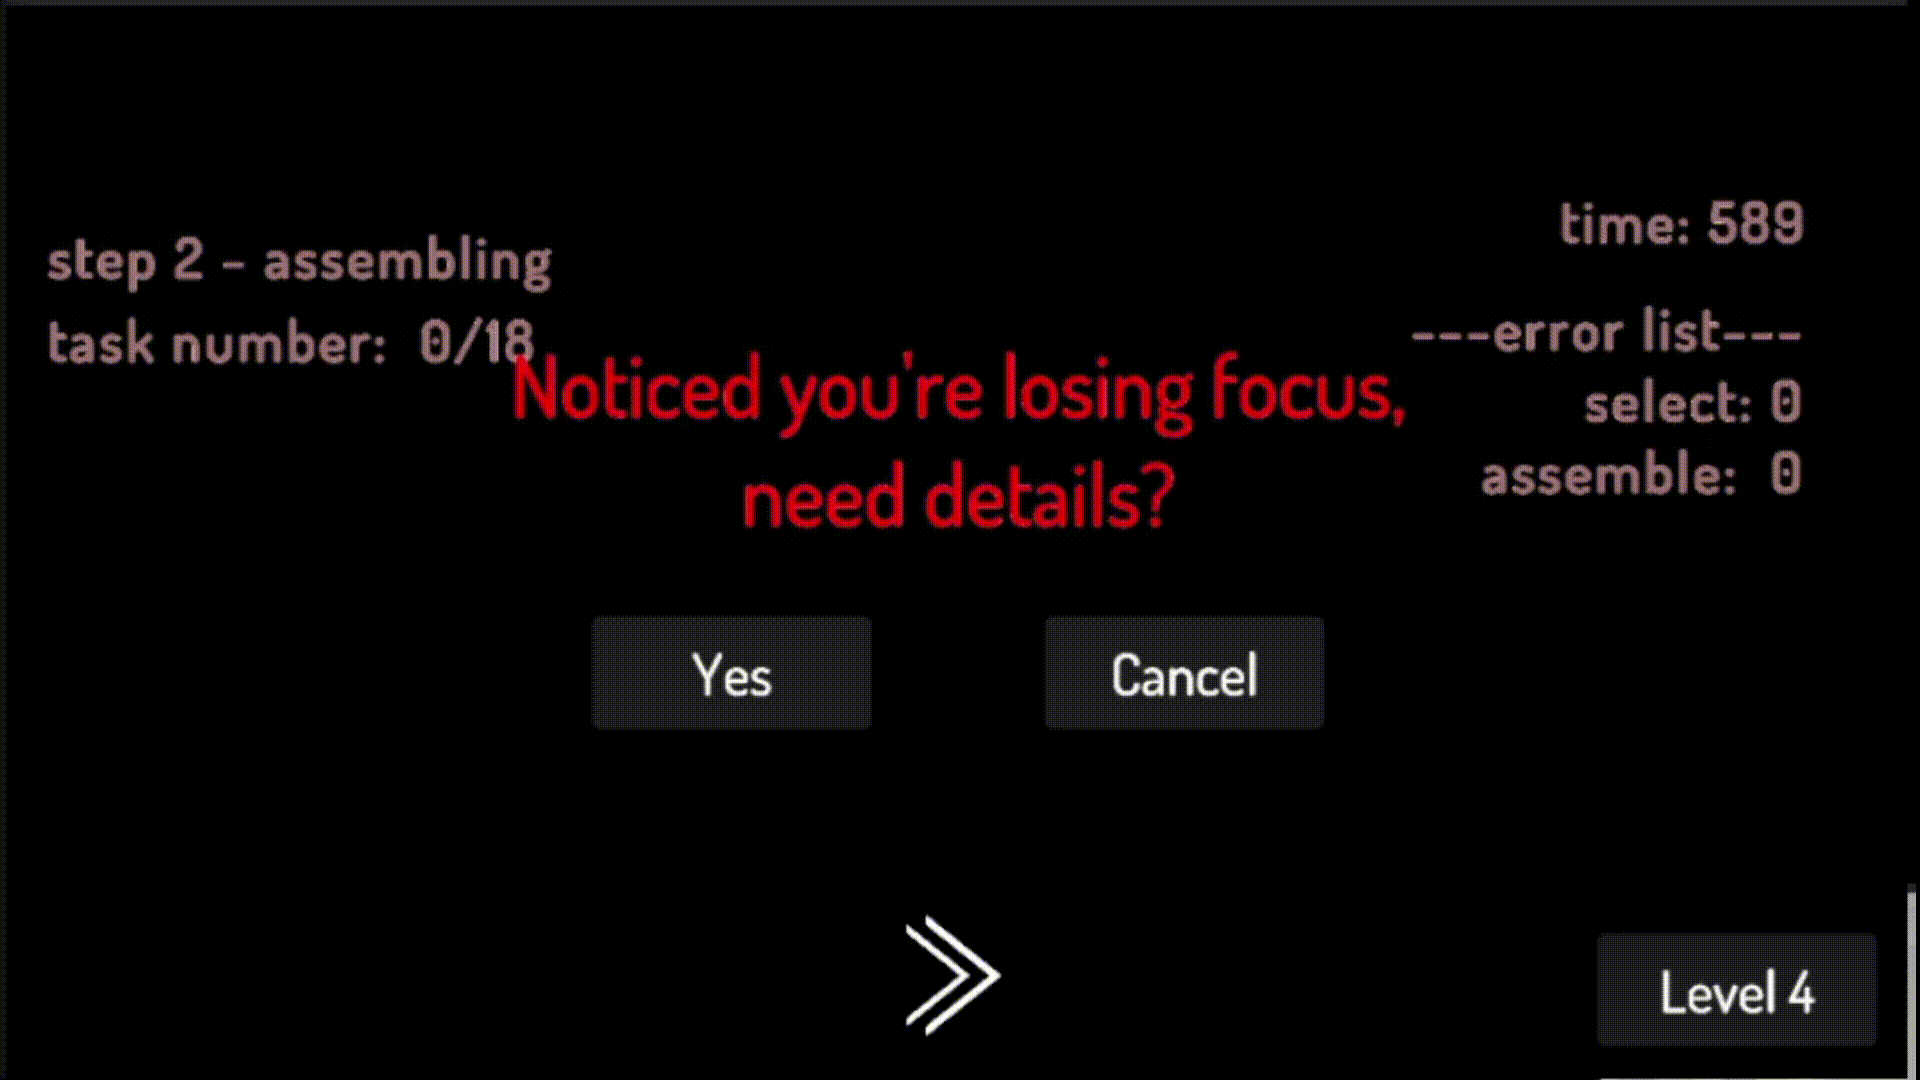 time: 589
step 2 - assembling
task number: 0/18
---error list---
select: 0
assemble: 0
Noticed you're losing focus,
need details?
Yes
Cancel
Level 4